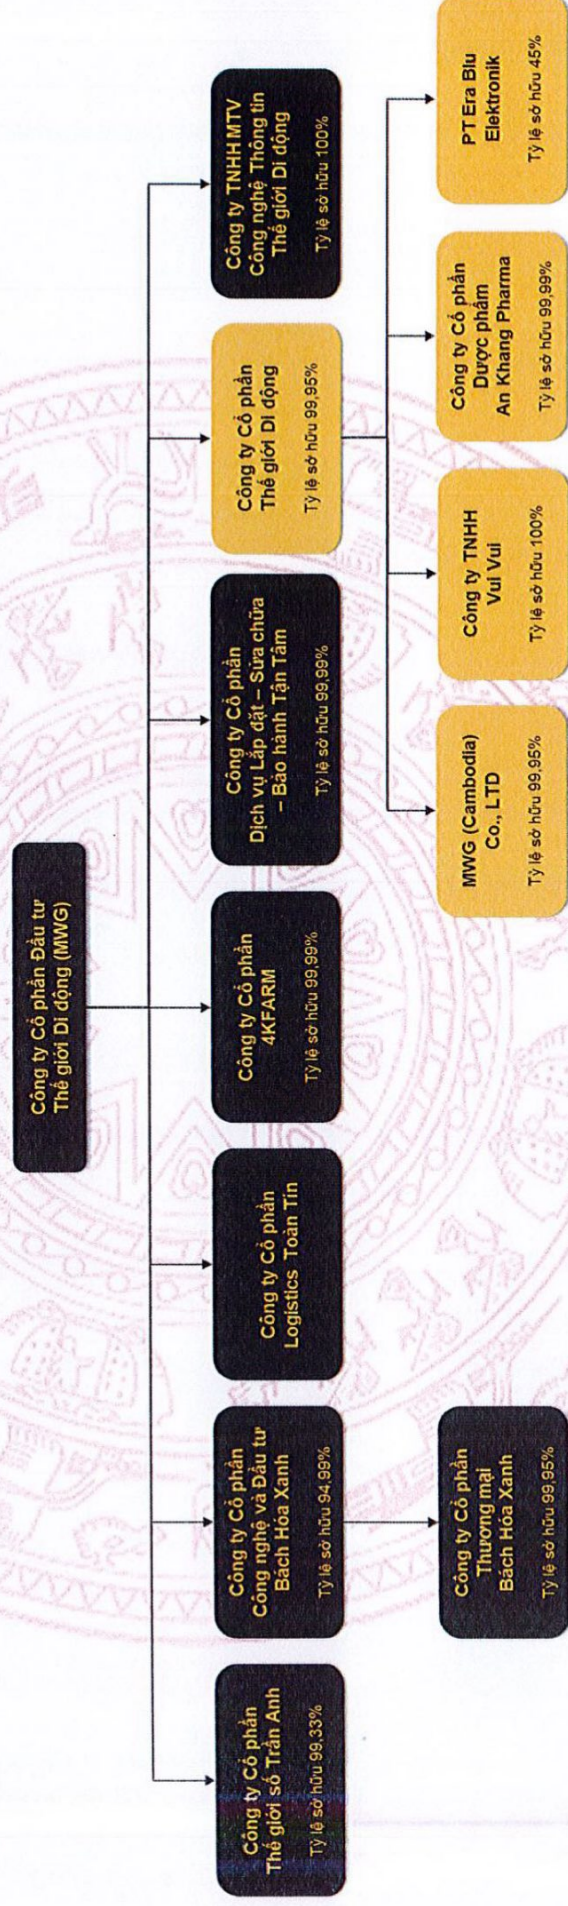 Công ty Cổ phần Đầu tư
Thế giới Di động (MWG)
Công ty Cổ phần
Thế giới số Trần Anh
Tỷ lệ sở hữu 99,33%
Công ty Cổ phần
Công nghệ và Đầu tư
Bách Hóa Xanh
Tỷ lệ sở hữu 94,99%
Công ty Cổ phần
Logistics Toàn Tín
Công ty Cổ phần
4KFARM
Tỷ lệ sở hữu 99,99%
Công ty Cổ phần
Dịch vụ Lắp đặt – Sửa chữa
– Bảo hành Tận Tâm
Tỷ lệ sở hữu 99,99%
Công ty Cổ phần
Thế giới Di động
Tỷ lệ sở hữu 99,95%
Công ty TNHH MTV
Công nghệ Thông tin
Thế giới Di động
Tỷ lệ sở hữu 100%
Công ty Cổ phần
Thương mại
Bách Hóa Xanh
Tỷ lệ sở hữu 99,95%
MWG (Cambodia)
Co., LTD
Tỷ lệ sở hữu 99,95%
Công ty TNHH
Vui Vui
Tỷ lệ sở hữu 100%
Công ty Cổ phần
Dược phẩm
An Khang Pharma
Tỷ lệ sở hữu 99,99%
PT Era Blu
Elektronik
Tỷ lệ sở hữu 45%